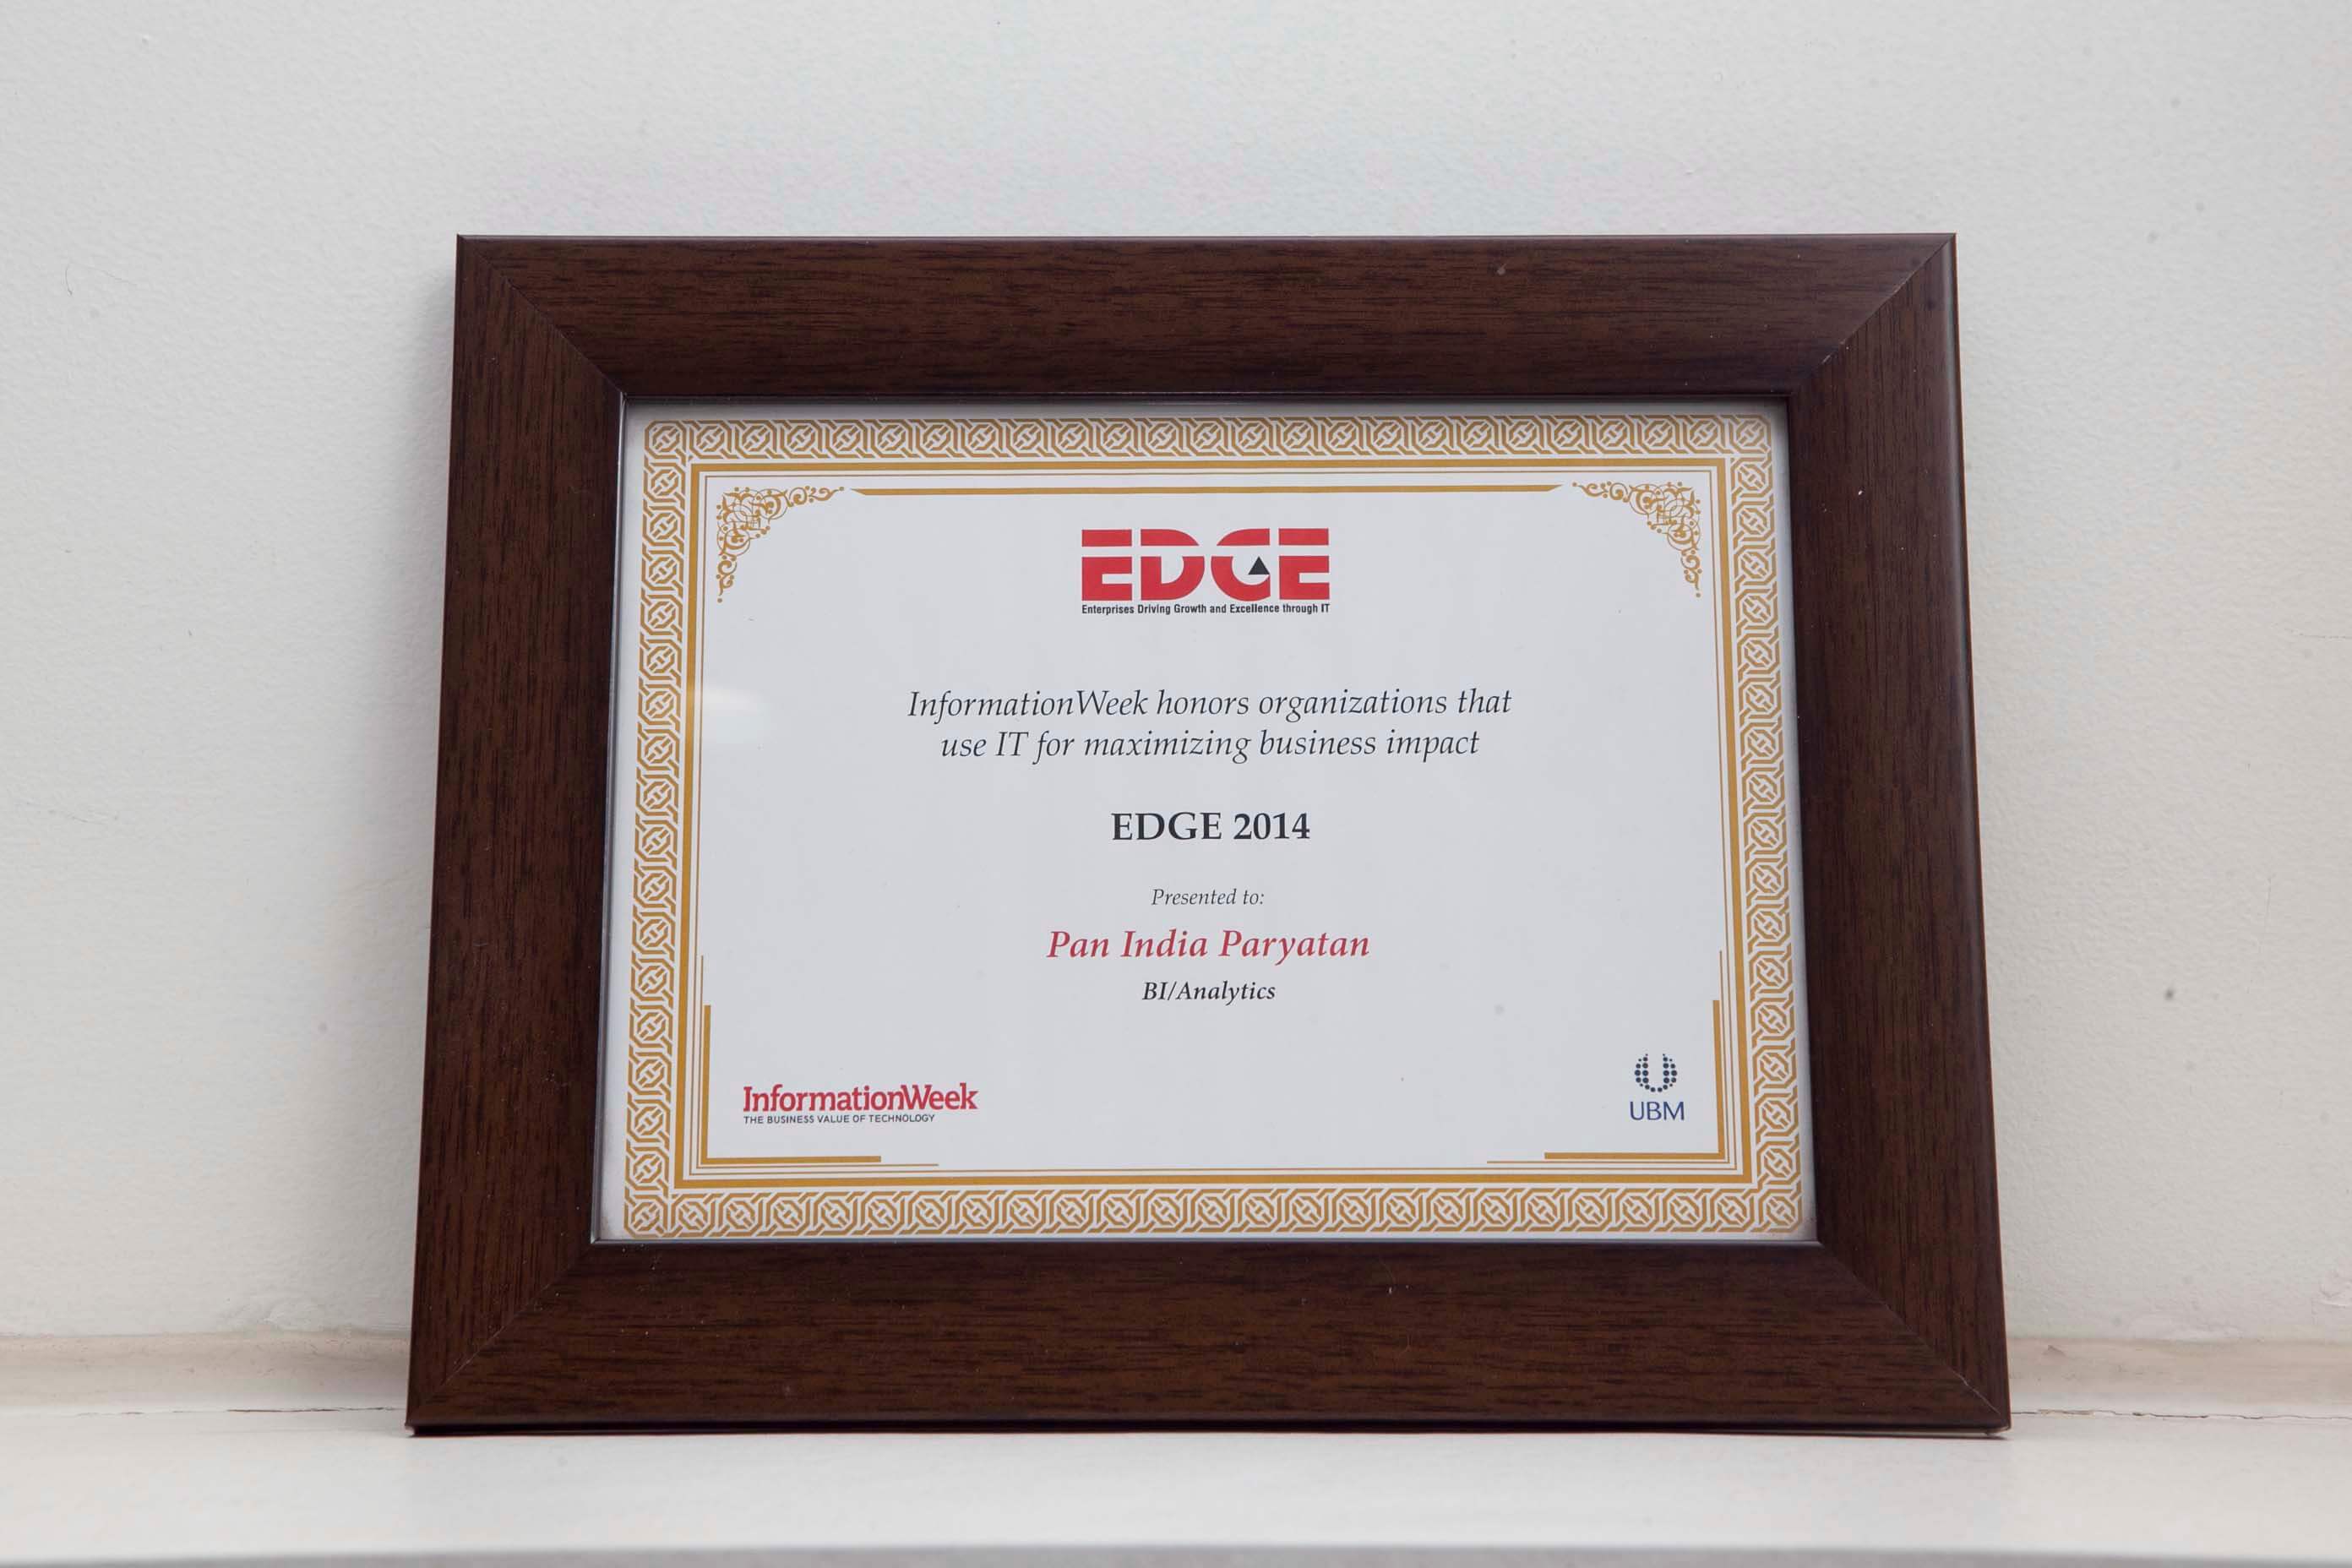 EDGE
Enterprises Driving Growth and Excellence through IT
InformationWeek honors organizations that
use IT for maximizing business impact
EDGE 2014
Presented to:
Pan India Paryatan
BI/Analytics
InformationWeek
THE BUSINESS VALUE OF TECHNOLOGY
UBM